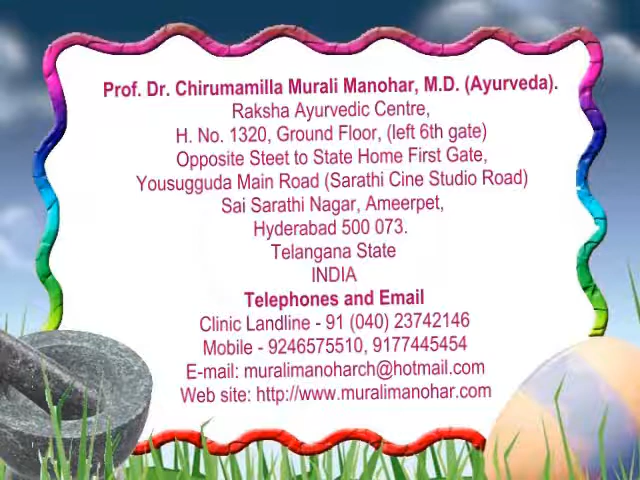 Prof. Dr. Chirumamilla Murali Manohar, M.D. (Ayurveda).
Raksha Ayurvedic Centre,
H. No. 1320, Ground Floor, (left 6th gate)
Opposite Steet to State Home First Gate,
Yousugguda Main Road (Sarathi Cine Studio Road)
Sai Sarathi Nagar, Ameerpet,
Hyderabad 500 073.
Telangana State
INDIA
Telephones and Email
Clinic Landline - 91 (040) 23742146
Mobile - 9246575510, 9177445454
E-mail: muralimanoharch@hotmail.com
Web site: http://www.muralimanohar.com